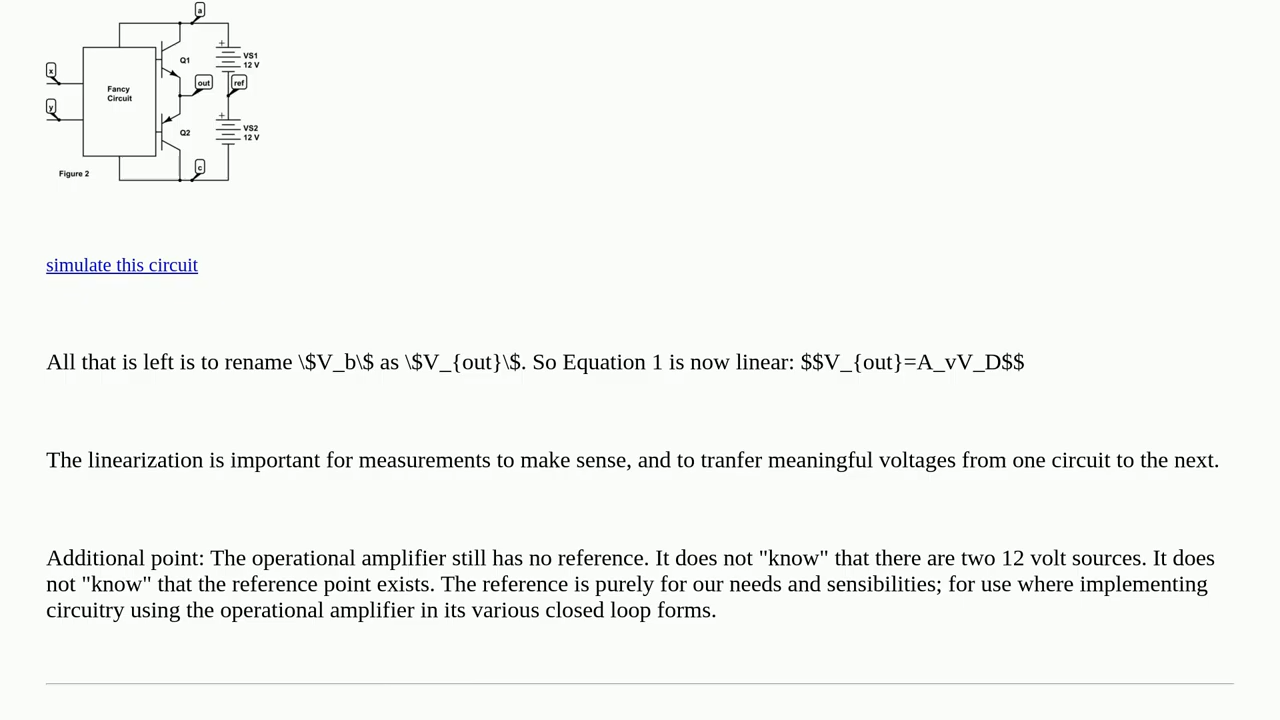 a
+
VS1
12 V
Q1
x
out
ref
Fancy
Circuit
y
+
VS2
12 V
Q2
c
Figure 2
simulate this circuit
All that is left is to rename \$V_b\$ as \$V_{out}\$. So Equation 1 is now linear: $$V_{out}=A_vV_D$$
The linearization is important for measurements to make sense, and to tranfer meaningful voltages from one circuit to the next.
Additional point: The operational amplifier still has no reference. It does not "know" that there are two 12 volt sources. It does
not "know" that the reference point exists. The reference is purely for our needs and sensibilities; for use where implementing
circuitry using the operational amplifier in its various closed loop forms.